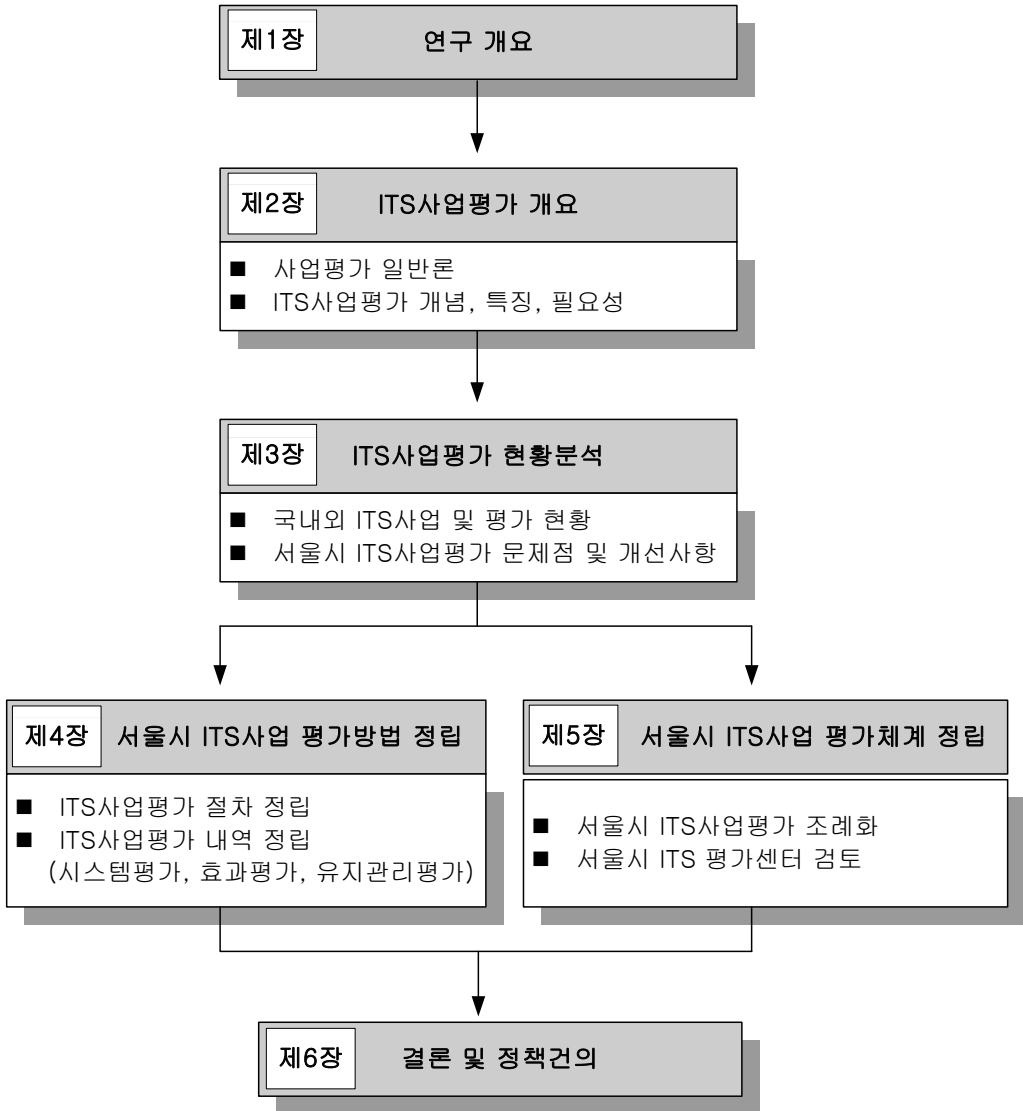 제1장 연구 개요
제2장 ITS사업평가 개요
■ 사업평가 일반론
■ ITS사업평가 개념, 특징, 필요성
제3장 ITS사업평가 현황분석
■ 국내외 ITS사업 및 평가 현황
■ 서울시 ITS사업평가 문제점 및 개선사항
제4장 서울시 ITS사업 평가방법 정립
■ ITS사업평가 절차 정립
■ ITS사업평가 내역 정립
(시스템평가, 효과평가, 유지관리평가)
제5장 서울시 ITS사업 평가체계 정립
■ 서울시 ITS사업평가 조례화
■ 서울시 ITS 평가센터 검토
제6장 결론 및 정책건의